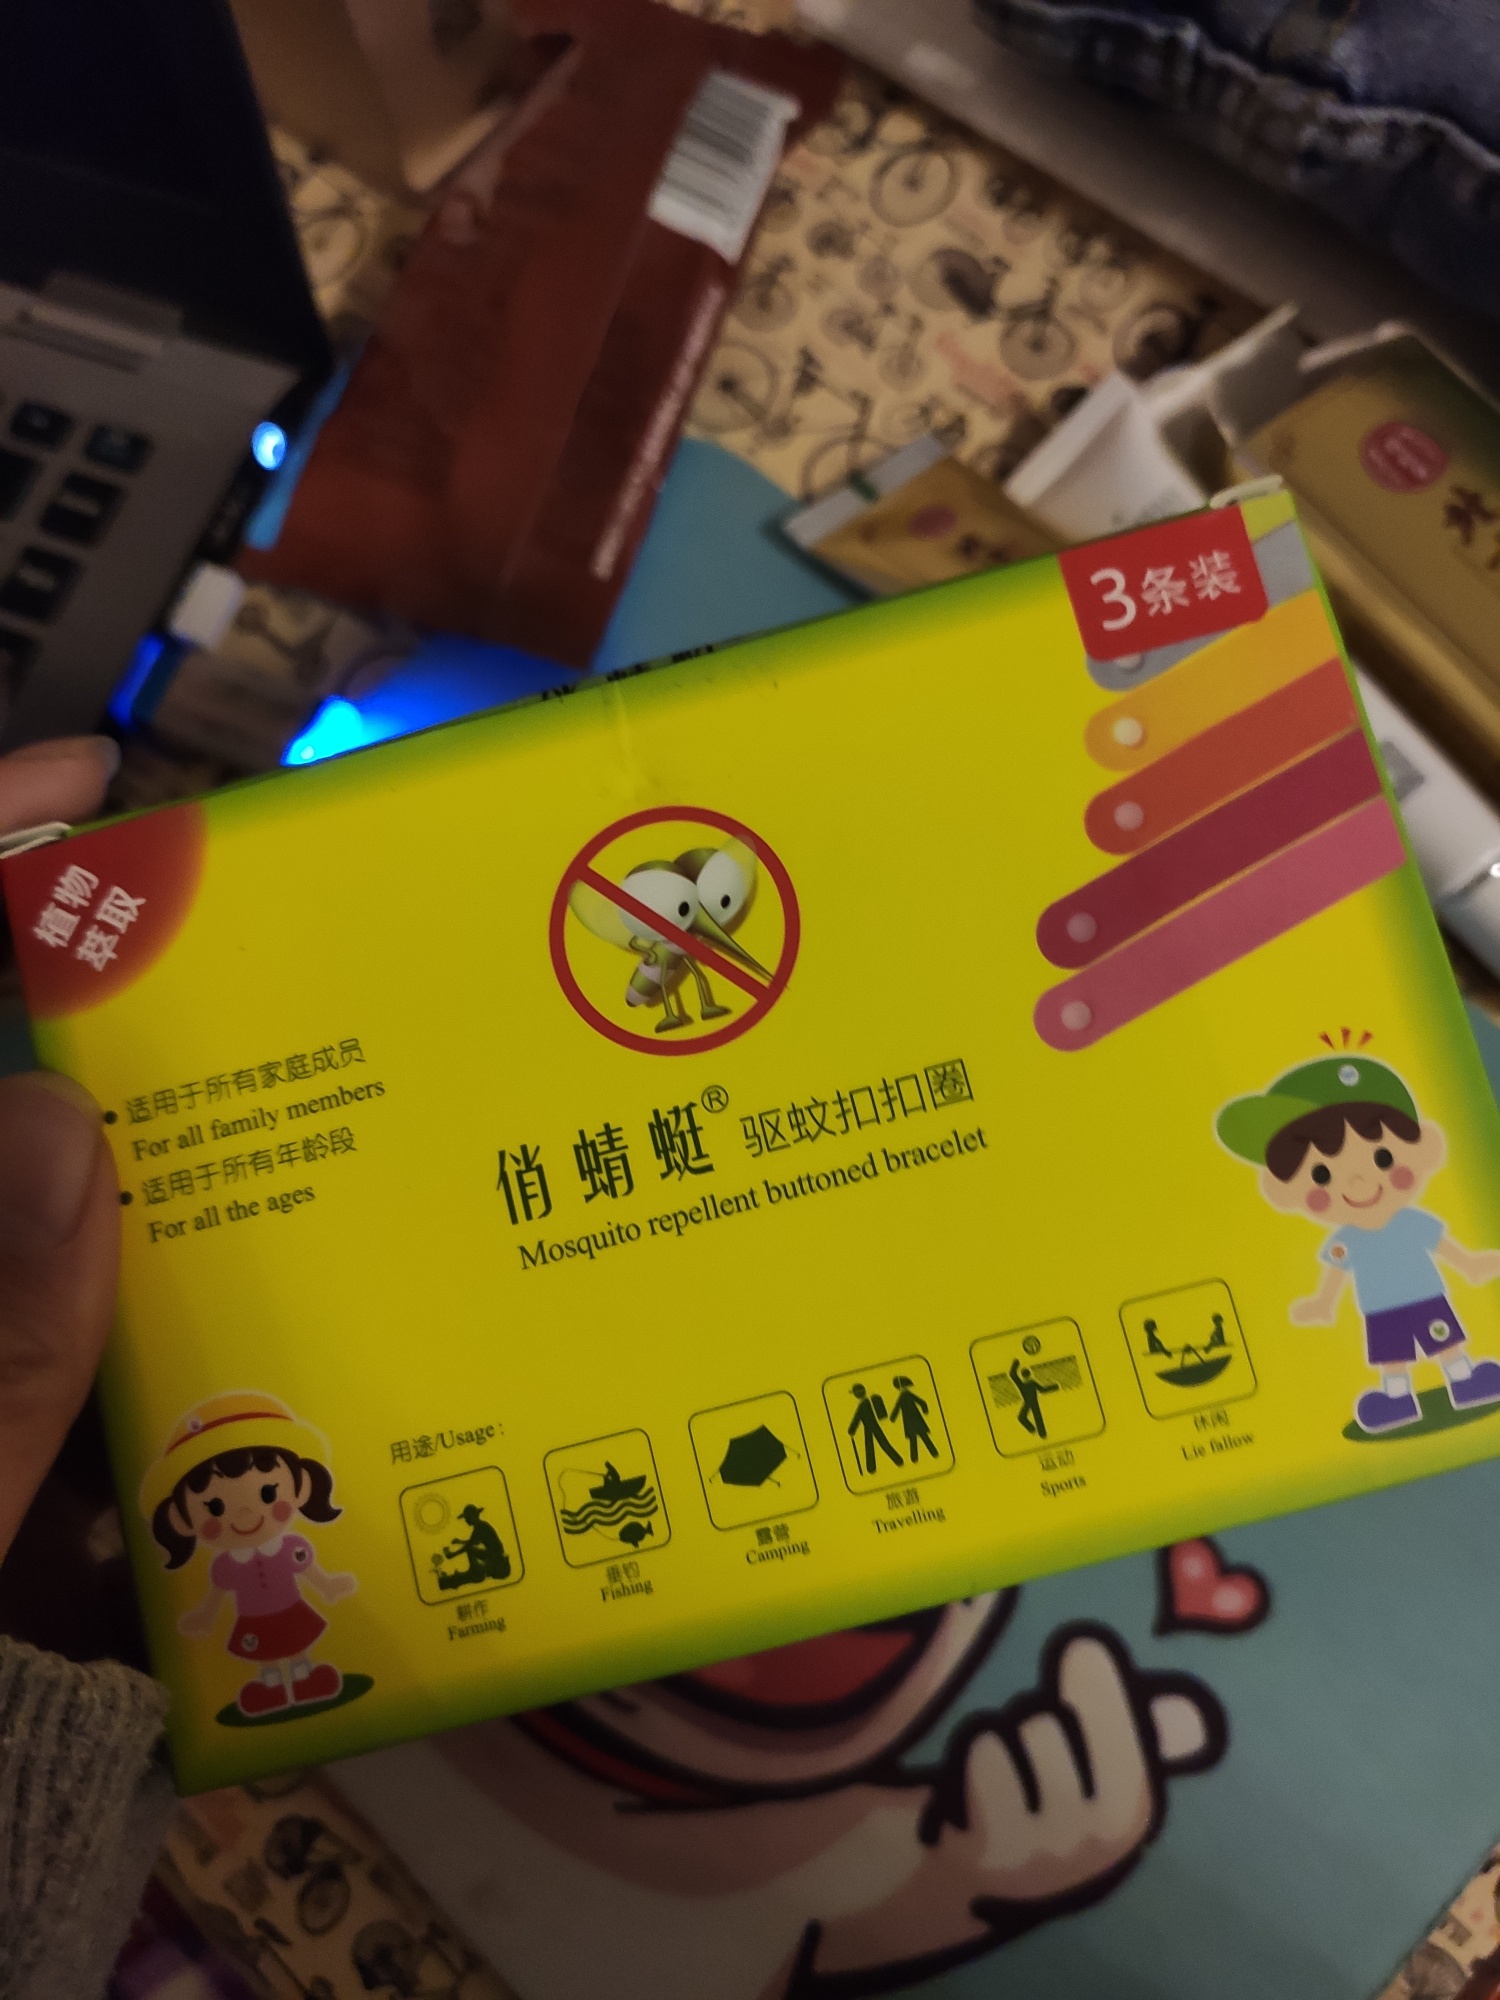 3条装
植物
萃取
适用于所有家庭成员
For all family members
适用于所有年龄段
For all the ages
俏蜻蜓® 驱蚊扣扣圈
Mosquito repellent buttoned bracelet
用途/Usage:
耕作
Farming
垂钓
Fishing
露营
Camping
旅游
Travelling
运动
Sports
休闲
Lie fallow